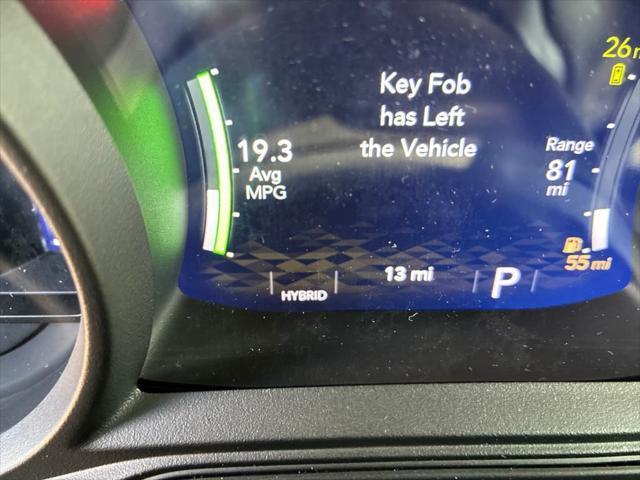 26
Key Fob
has Left
the Vehicle
19.3
Avg
MPG
Range
81
mi
55 mi
13 mi
HYBRID
P